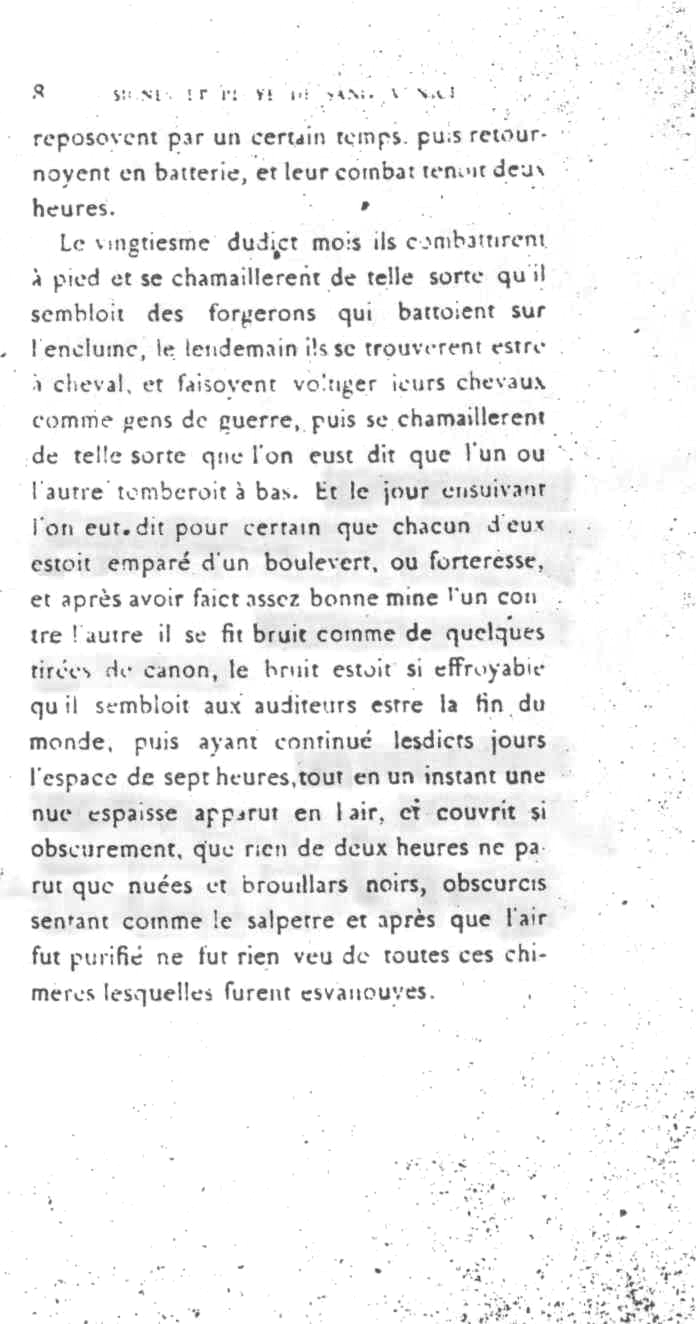 8 SIGNES ET PLUYE DE SANG A NICE
reposoyent par un certain temps. puis retour-
noyent en batterie, et leur combat tenoit deux
heures.
Le vingtiesme dudict mois ils combattirent
à pied et se chamaillerent de telle sorte qu'il
sembloit des forgerons qui battoient sur
l'enclume, le lendemain ils se trouverent estre
à cheval, et faisoyent voltiger leurs chevaux
comme gens de guerre, puis se chamaillerent
de telle sorte que l'on eust dit que l'un ou
l'autre tomberoit à bas. Et le jour ensuivant
l'on eut dit pour certain que chacun d'eux
estoit emparé d'un boulevert, ou forteresse,
et après avoir faict assez bonne mine l'un con
tre l'autre il se fit bruit comme de quelques
tirées de canon, le bruit estoit si effroyable
qu'il sembloit aux auditeurs estre la fin du
monde, puis ayant continué lesdicts jours
l'espace de sept heures, tout en un instant une
nue espaisse apparut en l'air, et couvrit si
obscurement, que rien de deux heures ne pa-
rut que nuées et brouillars noirs, obscurcis
sentant comme le salpetre et après que l'air
fut purifié ne fut rien veu de toutes ces chi-
meres lesquelles furent esvanouyes.